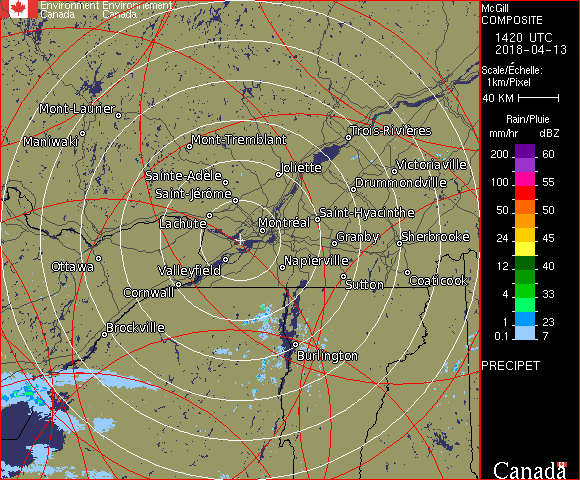 Environment Environnement
Canada Canada
McGill
COMPOSITE
1420 UTC
2018-04-13
Scale/Échelle:
1km/Pixel
40 KM
Rain/Pluie
mm/hr dBZ
200 60
155 55
100 55
50 50
24 45
12 40
4 33
1 23
0.1 7
PRECIPET
Mont-Laurier
Maniwaki
Mont-Tremblant
Trois-Rivières
Sainte-Adèle
Joliette
Victoriaville
Saint-Jérôme
Drummondville
Lachute
Montréal
Saint-Hyacinthe
Granby
Sherbrooke
Ottawa
Valleyfield
Napierville
Cornwall
Sutton
Coaticook
Brockville
Burlington
Canada